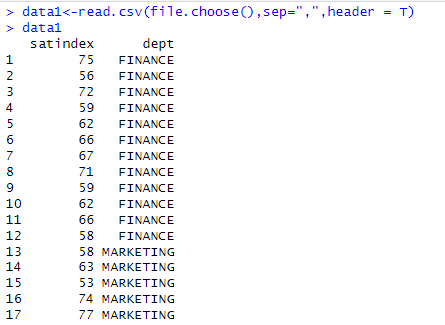 > data1<-read.csv(file.choose(),sep=",",header = T)
> data1
satindex dept
1 75 FINANCE
2 56 FINANCE
3 72 FINANCE
4 59 FINANCE
5 62 FINANCE
6 66 FINANCE
7 67 FINANCE
8 71 FINANCE
9 59 FINANCE
10 62 FINANCE
11 66 FINANCE
12 58 FINANCE
13 58 MARKETING
14 63 MARKETING
15 53 MARKETING
16 74 MARKETING
17 77 MARKETING